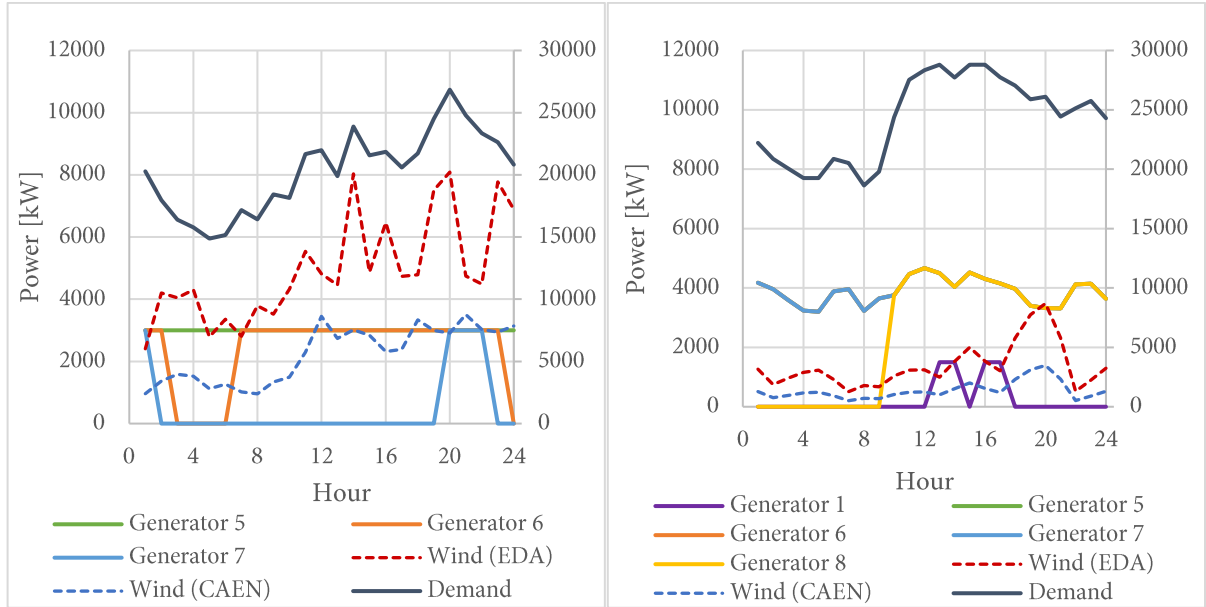 12000 30000
10000 25000
8000 20000
6000 15000
4000 10000
2000 5000
0 0
0 4 8 12 16 20 24
Power [kW]
Hour
Generator 5 Generator 6
Generator 7 Wind (EDA)
Wind (CAEN) Demand
12000 30000
10000 25000
8000 20000
6000 15000
4000 10000
2000 5000
0 0
0 4 8 12 16 20 24
Power [kW]
Hour
Generator 1 Generator 5
Generator 6 Generator 7
Generator 8 Wind (EDA)
Wind (CAEN) Demand